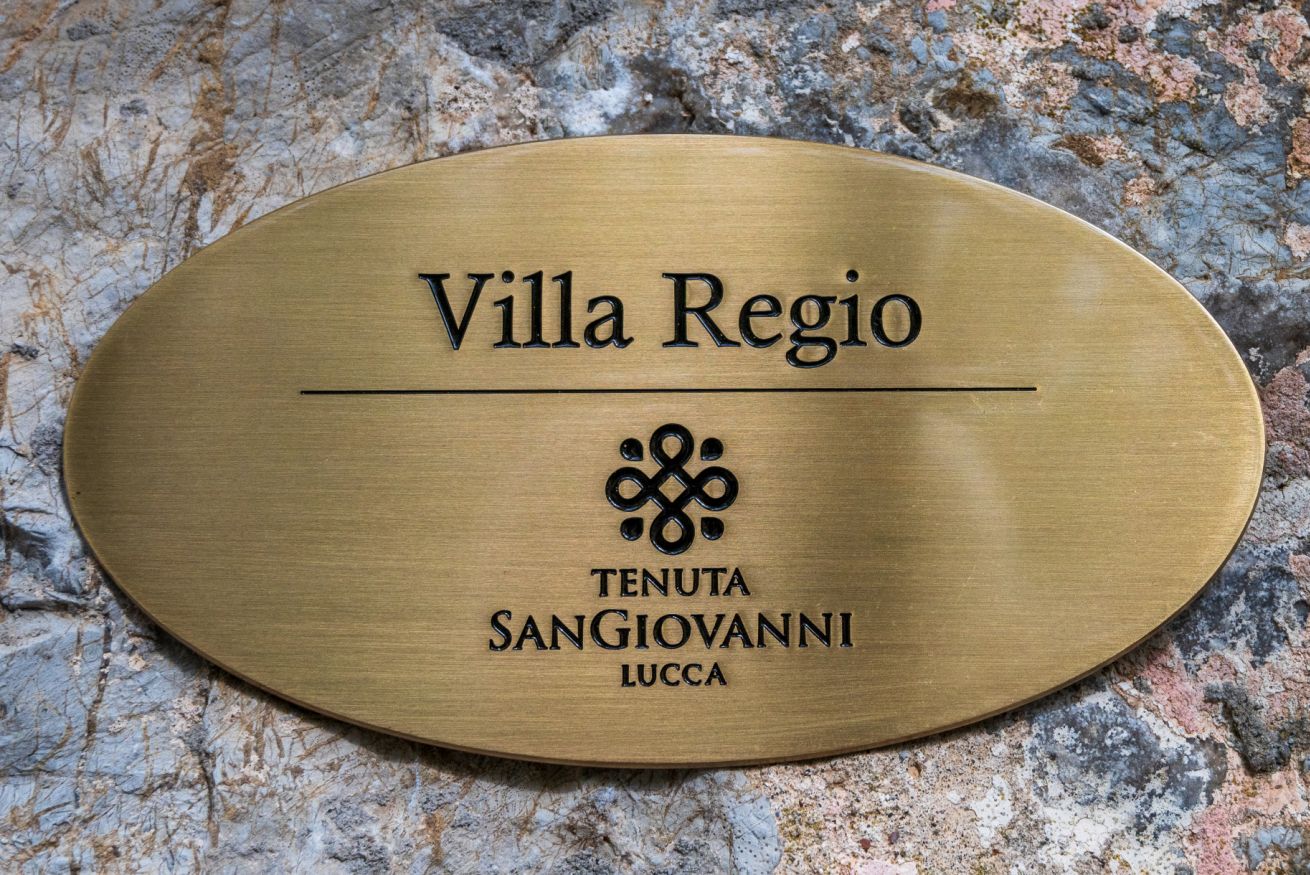 Villa Regio
TENUTA
SANGIOVANNI
LUCCA